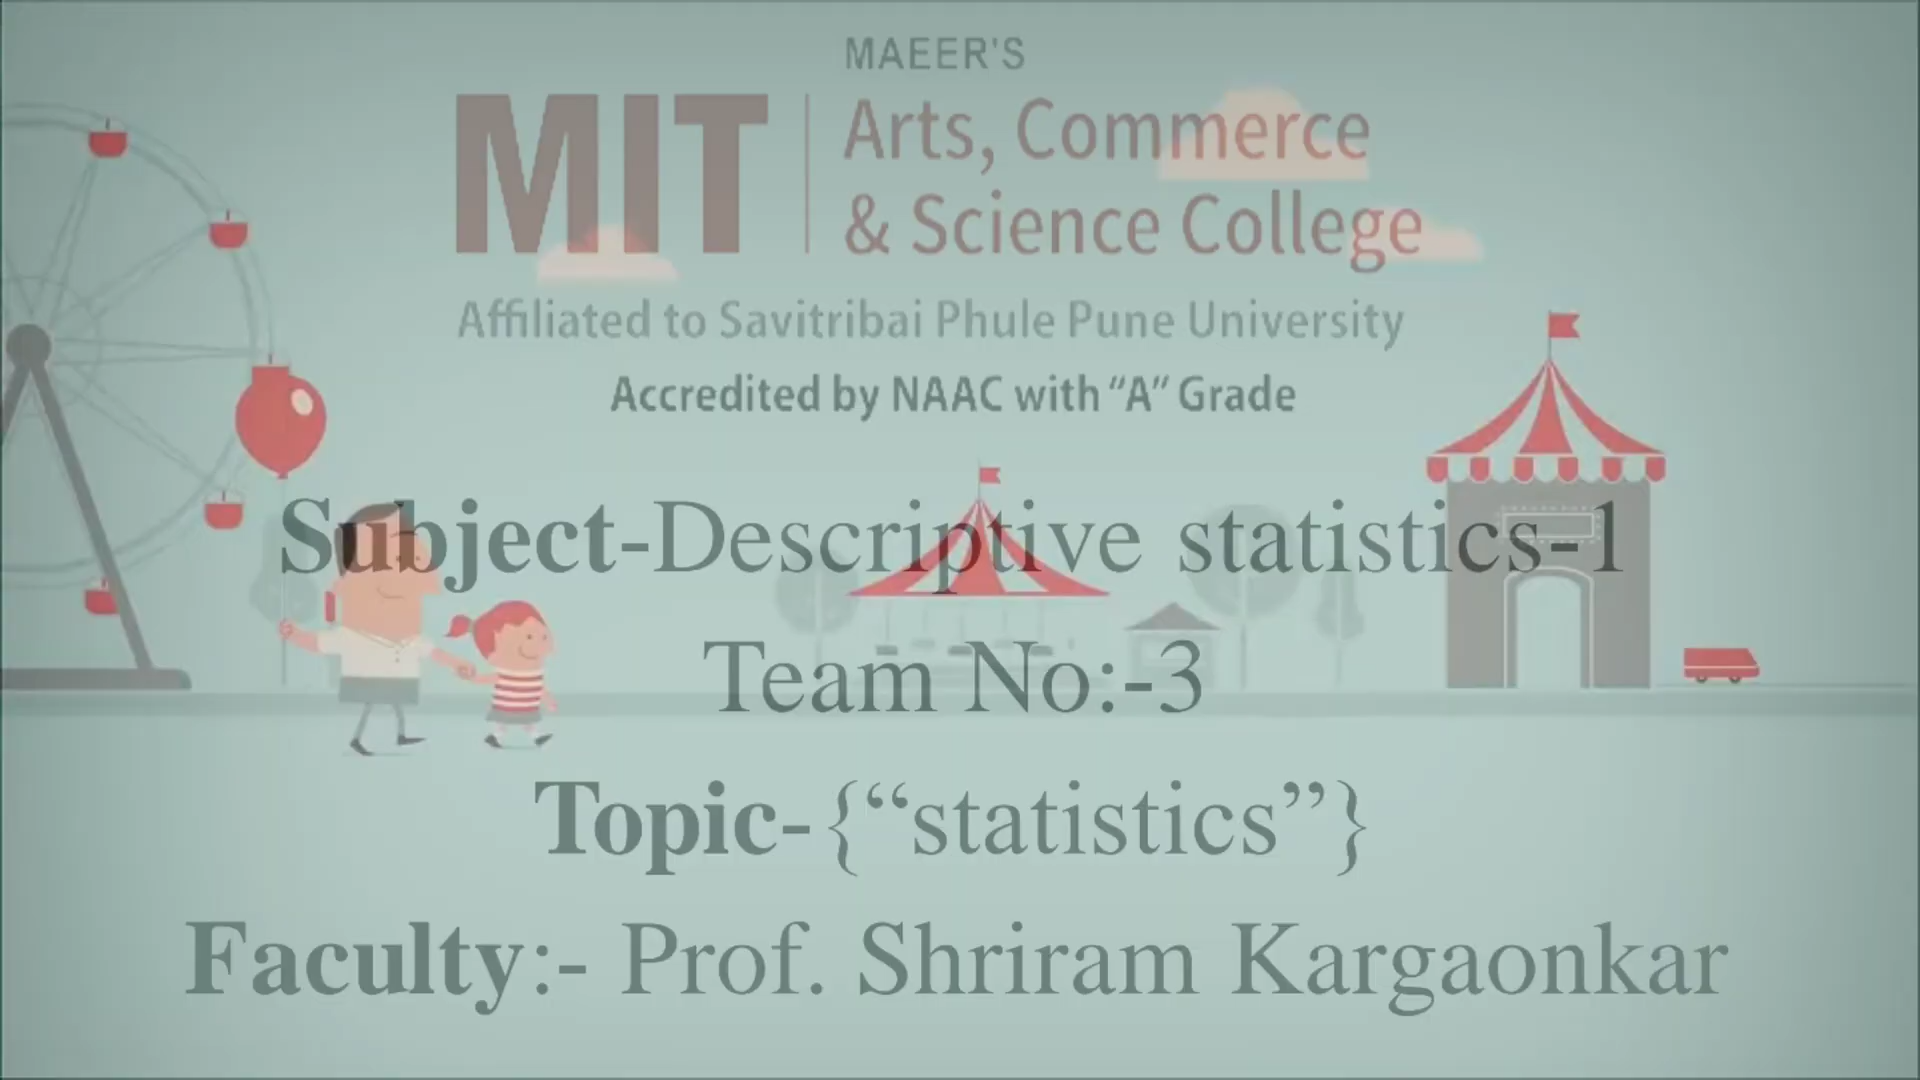 MAEER'S
MIT
Arts, Commerce
& Science College
Affiliated to Savitribai Phule Pune University
Accredited by NAAC with “A” Grade
Subject-Descriptive statistics-1
Team No:-3
Topic-{“statistics”}
Faculty:- Prof. Shriram Kargaonkar